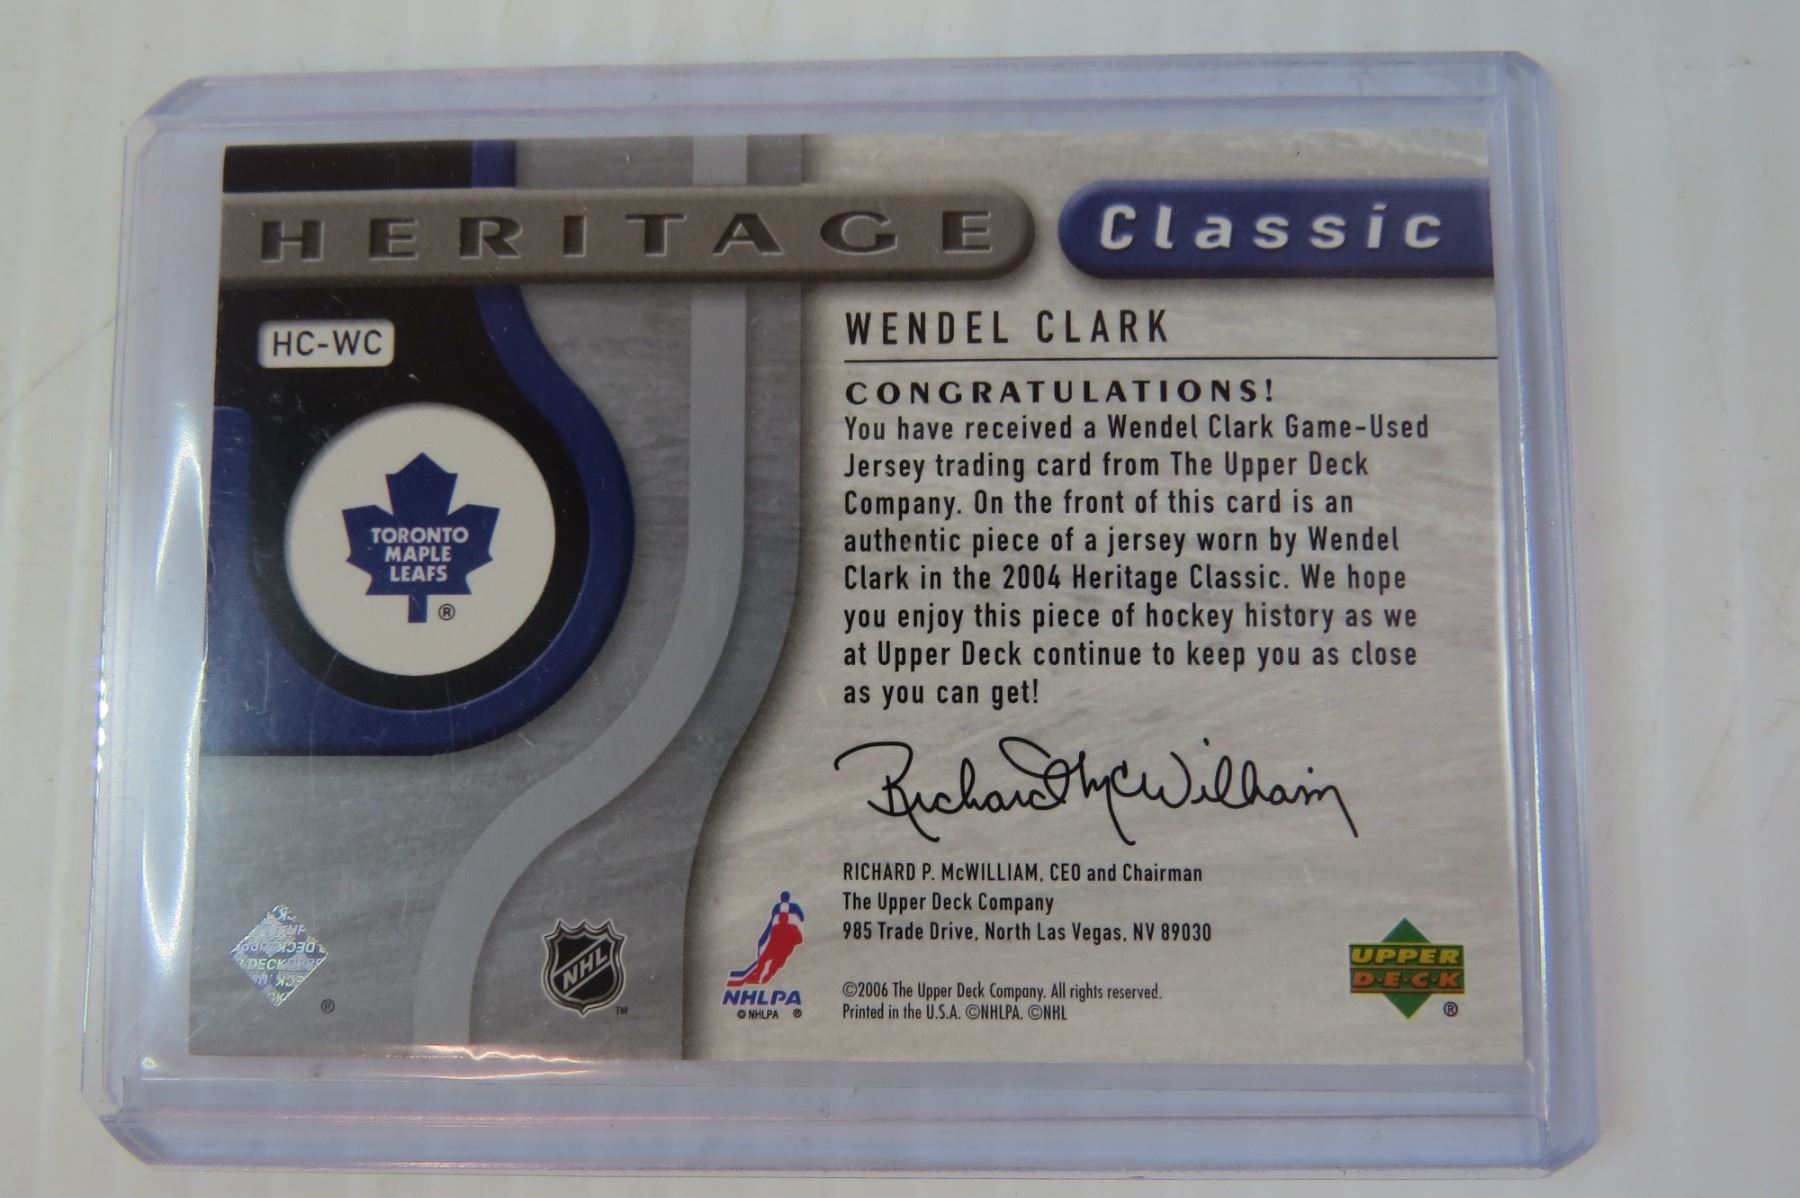 HERITAGE Classic
HC-WC
TORONTO
MAPLE
LEAFS
®
WENDEL CLARK
CONGRATULATIONS!
You have received a Wendel Clark Game-Used
Jersey trading card from The Upper Deck
Company. On the front of this card is an
authentic piece of a jersey worn by Wendel
Clark in the 2004 Heritage Classic. We hope
you enjoy this piece of hockey history as we
at Upper Deck continue to keep you as close
as you can get!
Richard McWilliam
RICHARD P. McWILLIAM, CEO and Chairman
The Upper Deck Company
985 Trade Drive, North Las Vegas, NV 89030
©2006 The Upper Deck Company. All rights reserved.
Printed in the U.S.A. ©NHLPA. ©NHL
®
NHL
TM
NHLPA
© NHLPA ®
UPPER
DECK
®